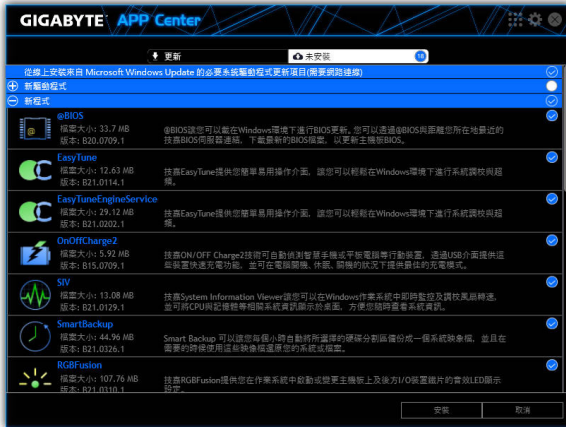 GIGABYTE APP Center
更新
未安裝 18
從線上安裝來自 Microsoft Windows Update 的必要系統驅動程式更新項目(需要網路連線)
新驅動程式
新程式
@BIOS
檔案大小: 33.7 MB
版本: B20.0709.1
@BIOS讓您可以就在Windows環境下進行BIOS更新。您可以透過@BIOS與距離您所在地最近的
技嘉BIOS伺服器連結，下載最新的BIOS檔案，以更新主機板BIOS。
EasyTune
檔案大小: 12.63 MB
版本: B21.0114.1
技嘉EasyTune提供您簡單易用操作介面，讓您可以輕鬆在Windows環境下進行系統調校與超
頻。
EasyTuneEngineService
檔案大小: 29.12 MB
版本: B21.0202.1
技嘉EasyTune提供您簡單易用操作介面，讓您可以輕鬆在Windows環境下進行系統調校與超
頻。
OnOffCharge2
檔案大小: 5.92 MB
版本: B15.0709.1
技嘉ON/OFF Charge2技術可自動偵測智慧手機或平板電腦等行動裝置，透過USB介面提供這
些裝置快速充電功能，並可在電腦開機、休眠、關機的狀況下提供最佳的充電模式。
SIV
檔案大小: 13.08 MB
版本: B21.0129.1
技嘉System Information Viewer讓您可以在Windows作業系統中即時監控及調校風扇轉速，
並可將CPU與記憶體等相關系統資訊顯示於桌面，方便您隨時查看系統資訊。
SmartBackup
檔案大小: 44.96 MB
版本: B21.0326.1
Smart Backup 可以讓您每個小時自動將所選擇的硬碟分割區備份成一個系統映象檔，並且在
需要的時候使用這些映像檔還原您的系統或檔案。
RGBFusion
檔案大小: 107.76 MB
版本: B21.0310.1
技嘉RGBFusion提供您在作業系統中啟動或變更主機板上及後方I/O裝置鐵片的音效LED顯示
設定。
安裝
取消